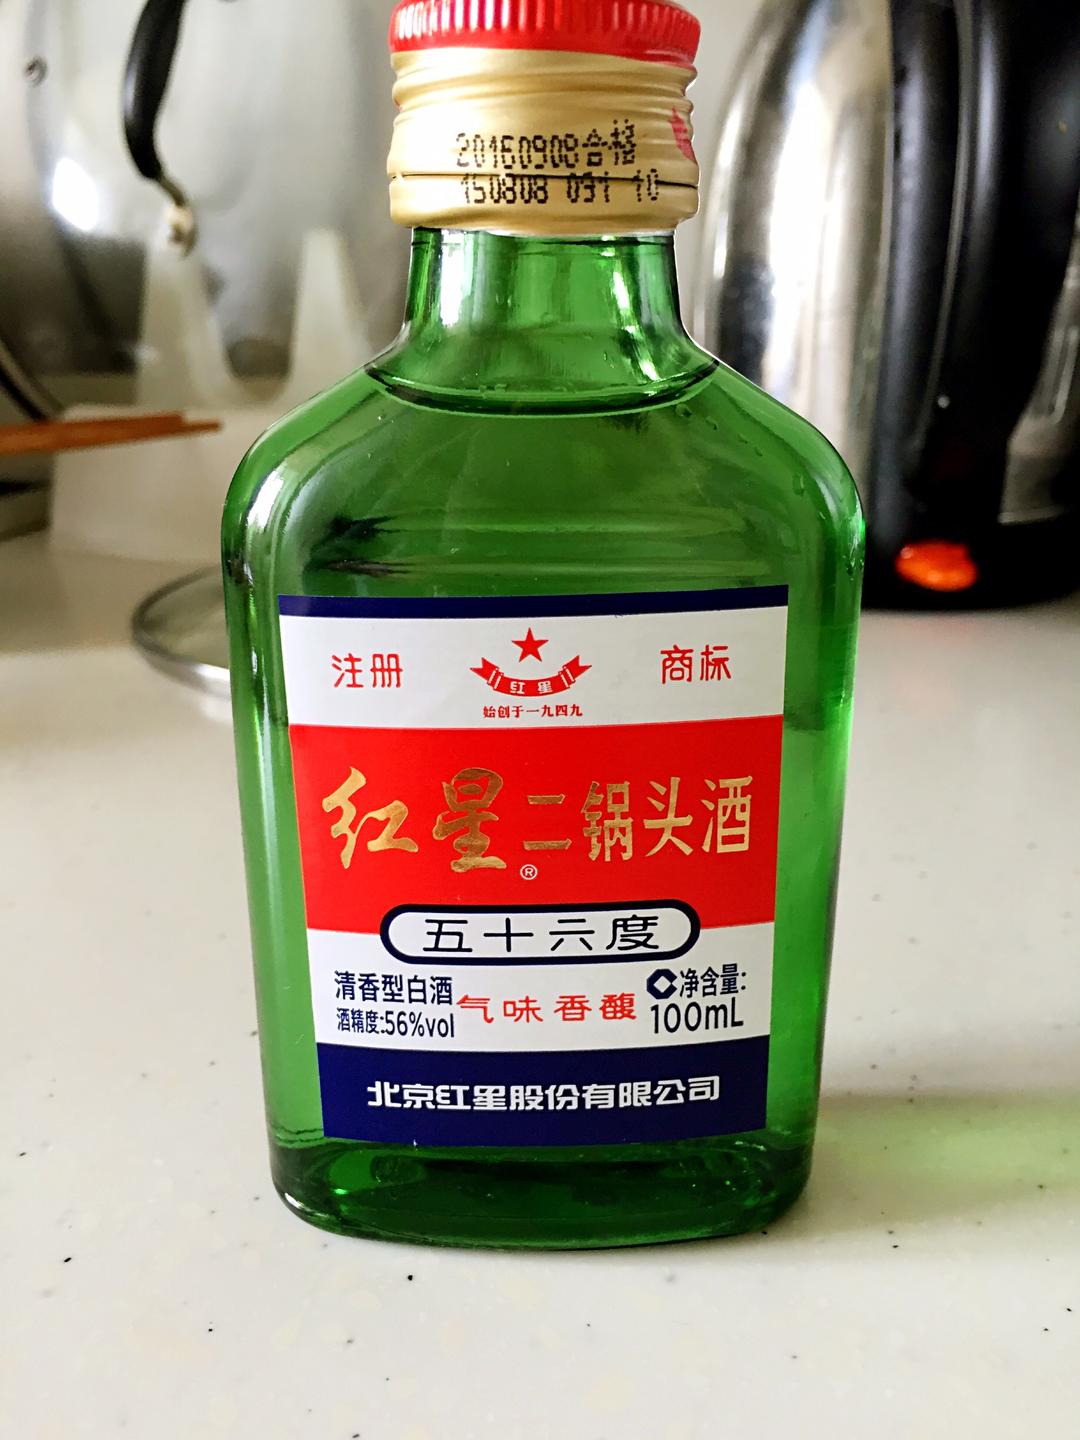 20160908合格
150808 091 10
注册
商标
红星
始创于一九四九
红星二锅头酒
®
五十六度
清香型白酒
酒精度:56%vol
气味香馥
净含量:
100mL
北京红星股份有限公司